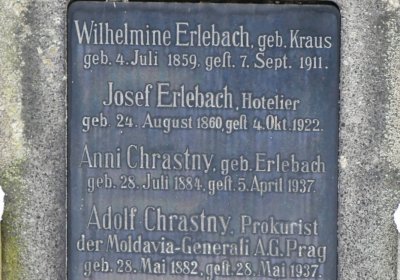 Wilhelmine Erlebach, geb. Kraus
geb. 4. Juli 1859. gest. 7. Sept. 1911.
Josef Erlebach, Hotelier
geb. 24. August 1860, gest 4. Okt. 1922.
Anni Chrastny, geb. Erlebach
geb. 28. Juli 1884, gest. 5. April 1937.
Adolf Chrastny, Prokurist
der Moldavia-Generali A.G. Prag
geb. 28. Mai 1882, gest. 28. Mai 1937.